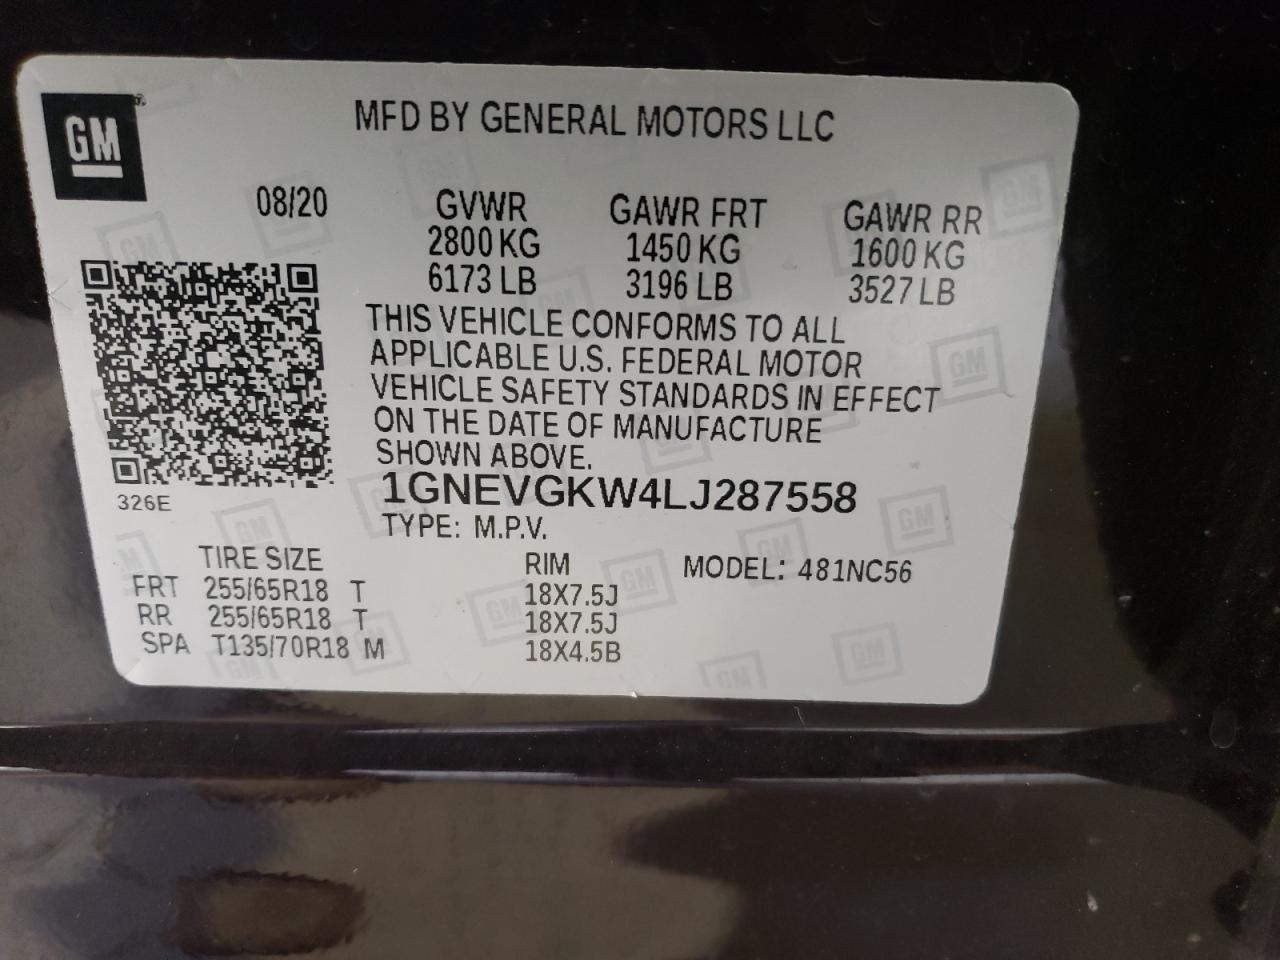 GM
MFD BY GENERAL MOTORS LLC
08/20 GVWR GAWR FRT GAWR RR
2800 KG 1450 KG 1600 KG
6173 LB 3196 LB 3527 LB
THIS VEHICLE CONFORMS TO ALL
APPLICABLE U.S. FEDERAL MOTOR
VEHICLE SAFETY STANDARDS IN EFFECT
ON THE DATE OF MANUFACTURE
SHOWN ABOVE.
326E
1GNEVGKW4LJ287558
TYPE: M.P.V.
TIRE SIZE RIM MODEL: 481NC56
FRT 255/65R18 T 18X7.5J
RR 255/65R18 T 18X7.5J
SPA T135/70R18 M 18X4.5B